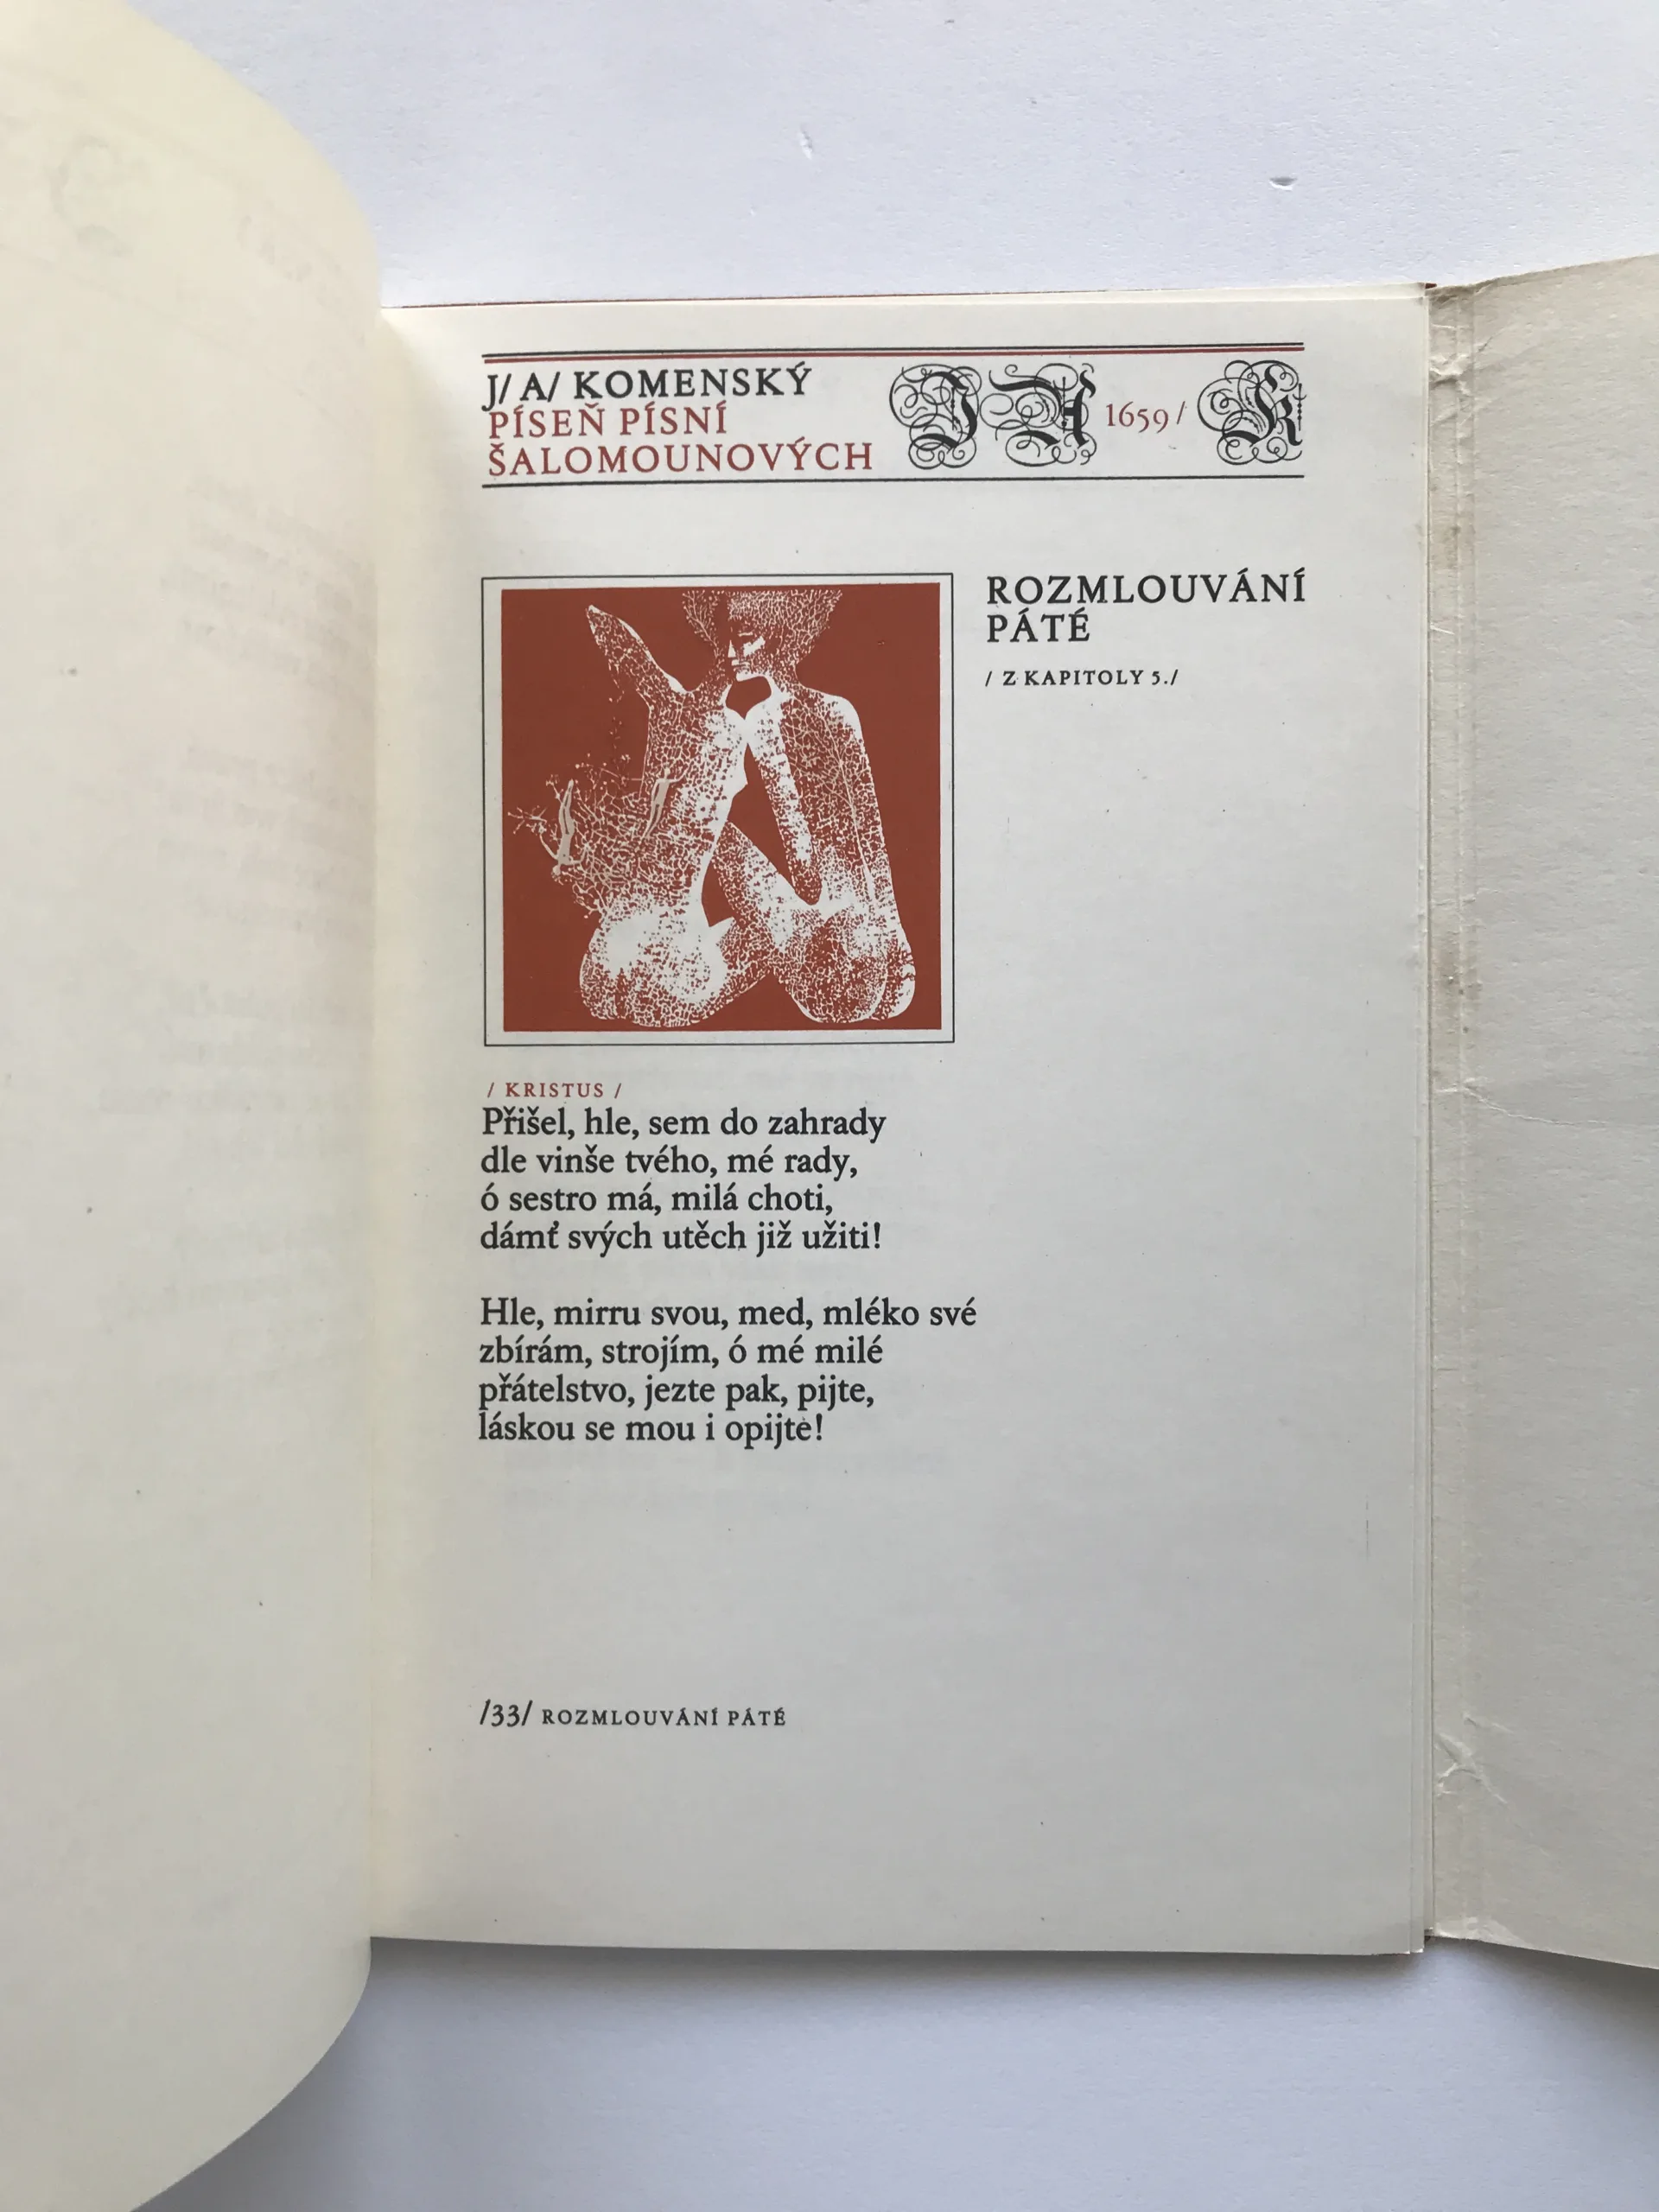 J/ A/ KOMENSKÝ
PÍSEŇ PÍSNÍ
ŠALOMOUNOVÝCH
J A 1659/ K
ROZMLOUVÁNÍ
PÁTÉ
/ Z KAPITOLY 5./
/ KRISTUS /
Přišel, hle, sem do zahrady
dle vinše tvého, mé rady,
ó sestro má, milá choti,
dámť svých utěch již užiti!
Hle, mirru svou, med, mléko své
zbírám, strojím, ó mé milé
přátelstvo, jezte pak, pijte,
láskou se mou i opijte!
/33/ ROZMLOUVÁNÍ PÁTÉ